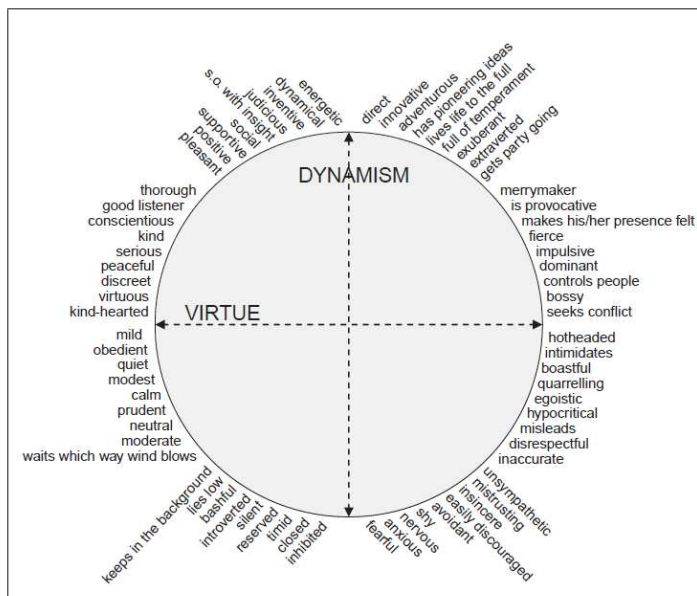 energetic
dynamical
inventive
judicious
s.o. with insight
social
supportive
positive
pleasant
direct
innovative
adventurous
has pioneering ideas
lives life to the full
full of temperament
exuberant
extraverted
gets party going
DYNAMISM
thorough
good listener
conscientious
kind
serious
peaceful
discreet
virtuous
kind-hearted
merrymaker
is provocative
makes his/her presence felt
fierce
impulsive
dominant
controls people
bossy
seeks conflict
VIRTUE
mild
obedient
quiet
modest
calm
prudent
neutral
moderate
waits which way wind blows
hotheaded
intimidates
boastful
quarrelling
egoistic
hypocritical
misleads
disrespectful
inaccurate
keeps in the background
lies low
bashful
introverted
silent
reserved
timid
closed
inhibited
unsympathetic
mistrusting
insincere
easily discouraged
avoidant
shy
nervous
anxious
fearful